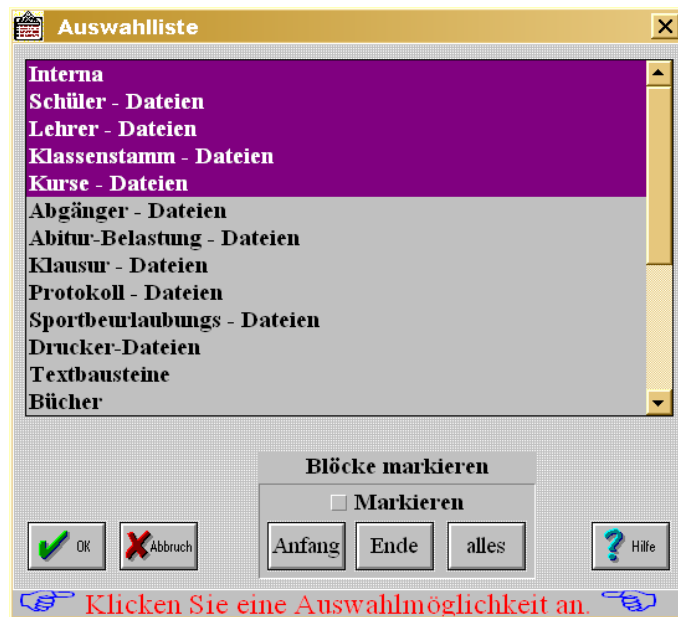 Auswahlliste
Interna
Schüler - Dateien
Lehrer - Dateien
Klassenstamm - Dateien
Kurse - Dateien
Abgänger - Dateien
Abitur-Belastung - Dateien
Klausur - Dateien
Protokoll - Dateien
Sportbeurlaubungs - Dateien
Drucker-Dateien
Textbausteine
Bücher
Blöcke markieren
Markieren
OK Abbruch Anfang Ende alles Hilfe
Klicken Sie eine Auswahlmöglichkeit an.